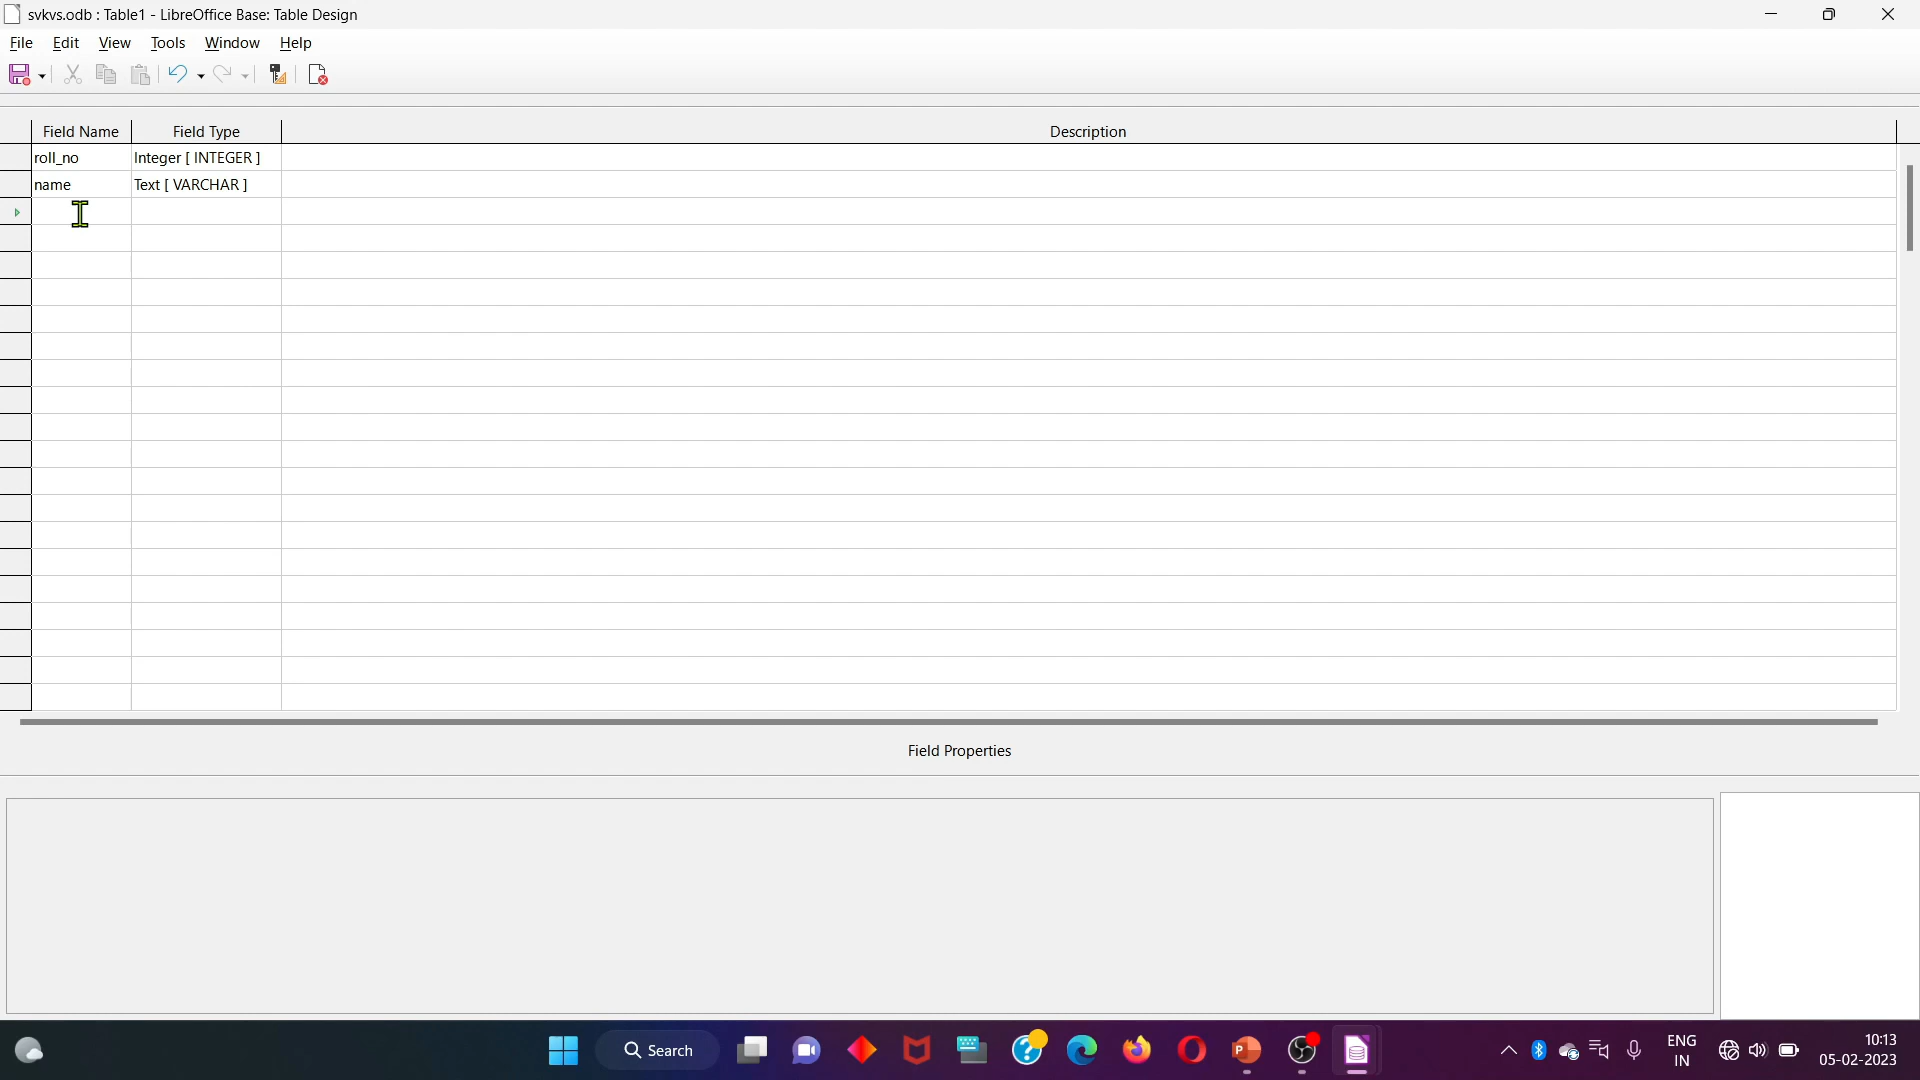 svkvs.odb : Table1 - LibreOffice Base: Table Design
File Edit View Tools Window Help
Field Name Field Type Description
roll_no Integer [ INTEGER ]
name Text [ VARCHAR ]
Field Properties
Search
P
ENG
IN
10:13
05-02-2023